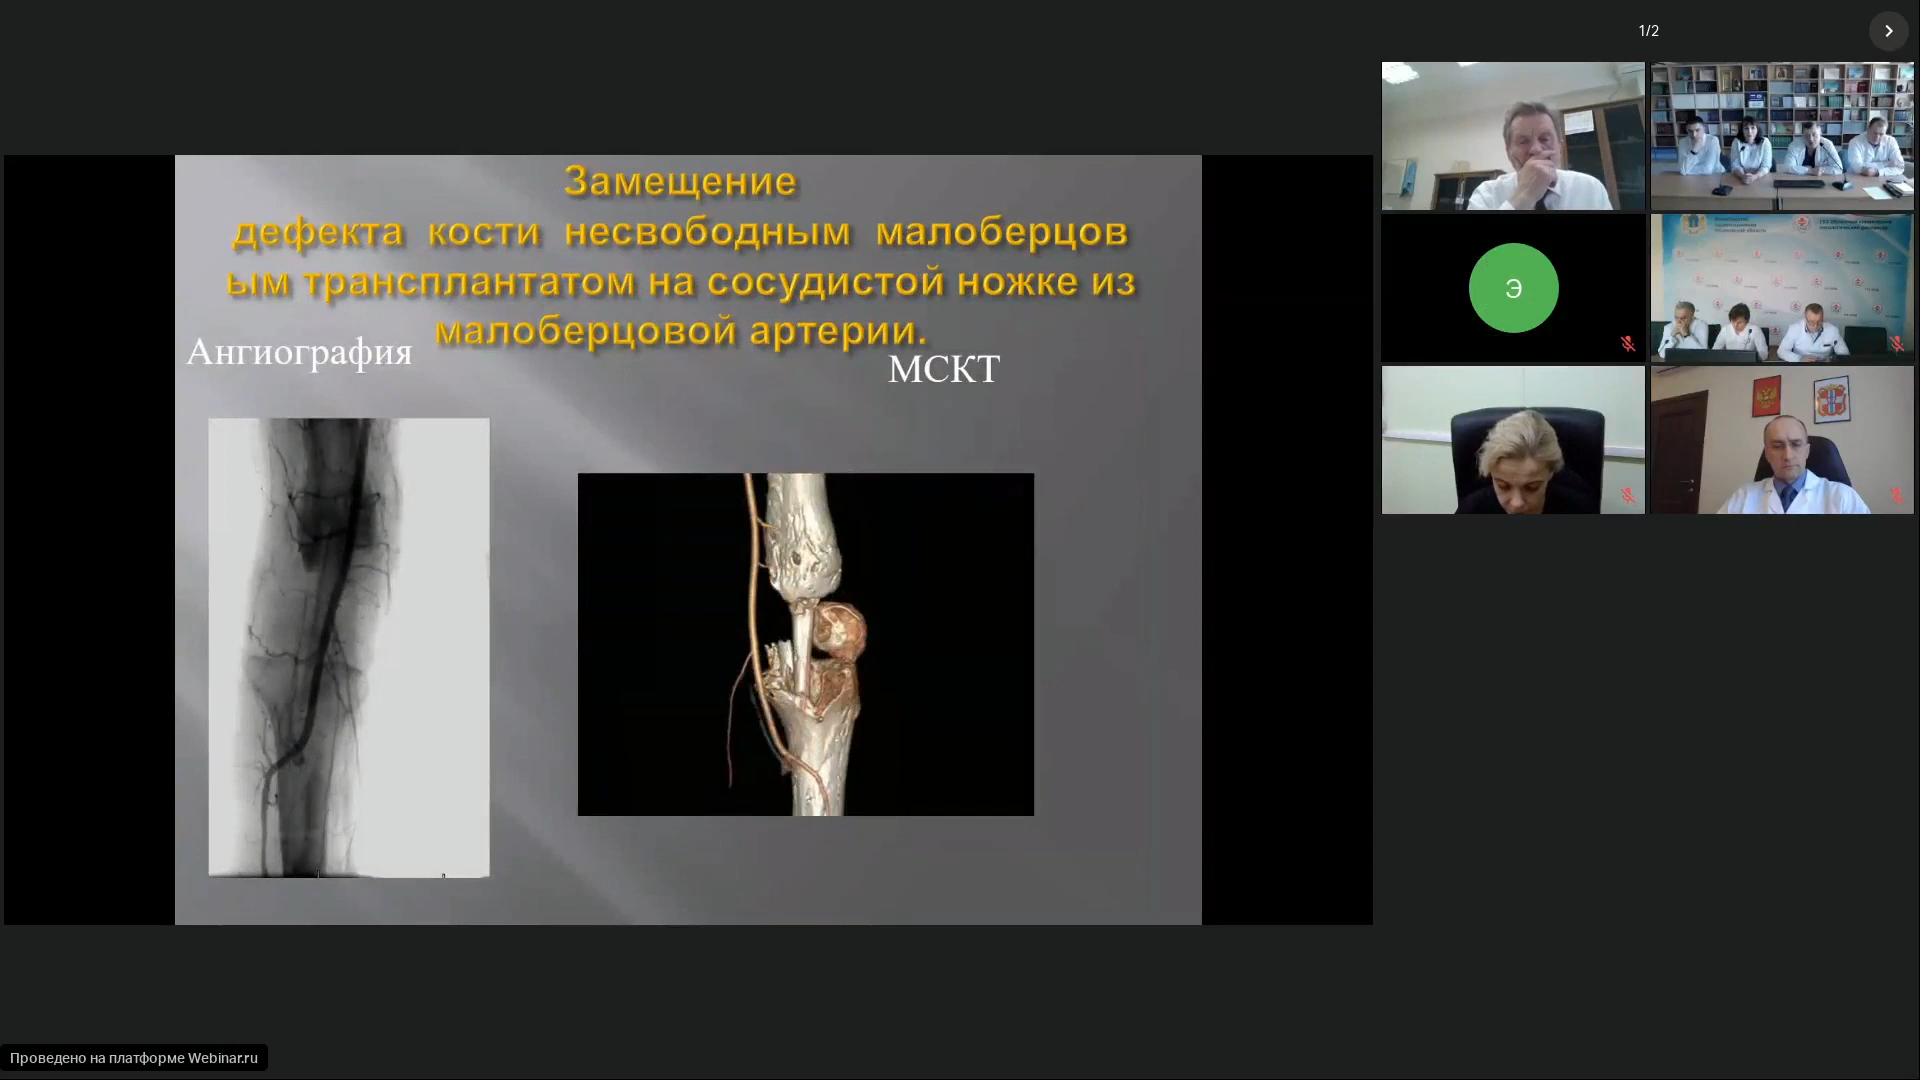 1/2
Замещение
дефекта кости несвободным малоберцов
ым трансплантатом на сосудистой ножке из
малоберцовой артерии.
Ангиография
МСКТ
Э
Проведено на платформе Webinar.ru